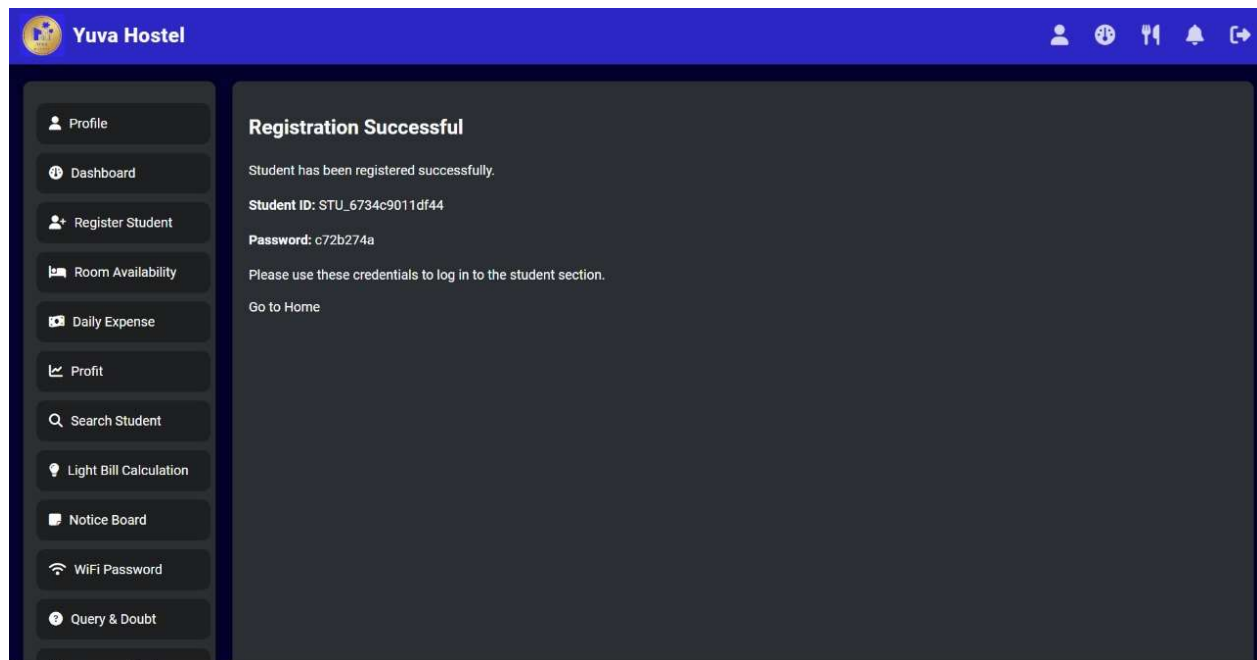 Yuva Hostel
Profile
Dashboard
Register Student
Room Availability
Daily Expense
Profit
Search Student
Light Bill Calculation
Notice Board
WiFi Password
Query & Doubt
Registration Successful
Student has been registered successfully.
Student ID: STU_6734c9011df44
Password: c72b274a
Please use these credentials to log in to the student section.
Go to Home